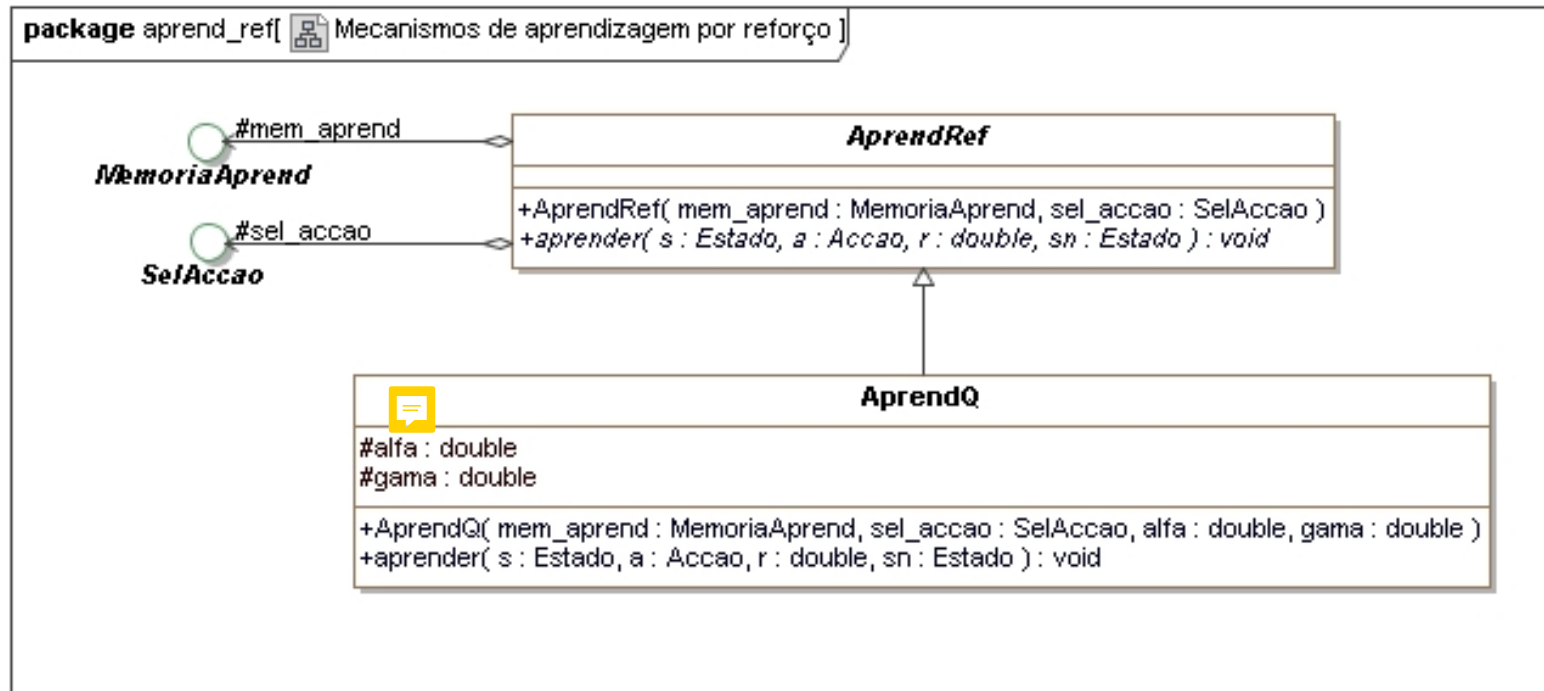 package aprend_ref[ Mecanismos de aprendizagem por reforço ]
#mem_aprend
MemoriaAprend
#sel_accao
SelAccao
AprendRef
+AprendRef( mem_aprend : MemoriaAprend, sel_accao : SelAccao )
+aprender( s : Estado, a : Accao, r : double, sn : Estado ) : void
AprendQ
#alfa : double
#gama : double
+AprendQ( mem_aprend : MemoriaAprend, sel_accao : SelAccao, alfa : double, gama : double )
+aprender( s : Estado, a : Accao, r : double, sn : Estado ) : void